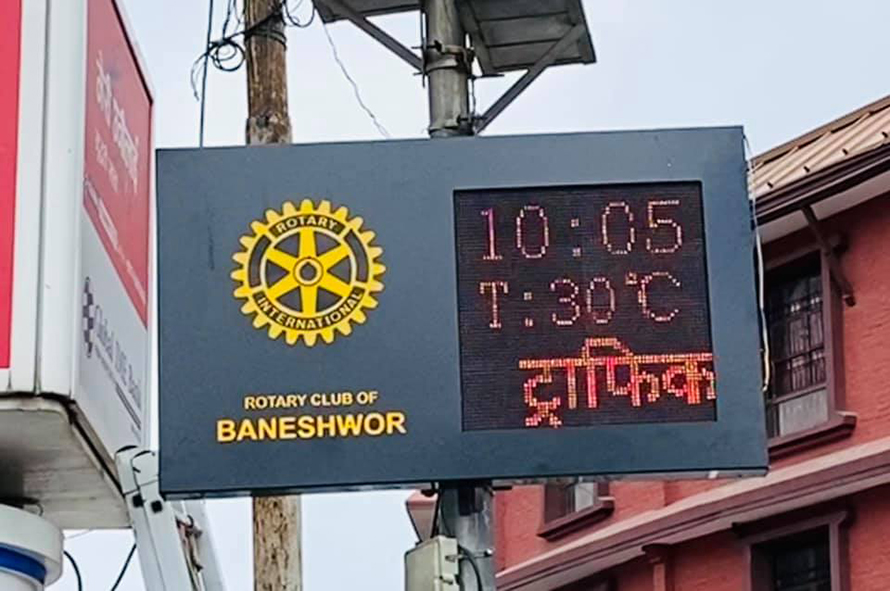 ROTARY
INTERNATIONAL
ROTARY CLUB OF
BANESHWOR
10:05
T:30°C
ट्राफिक